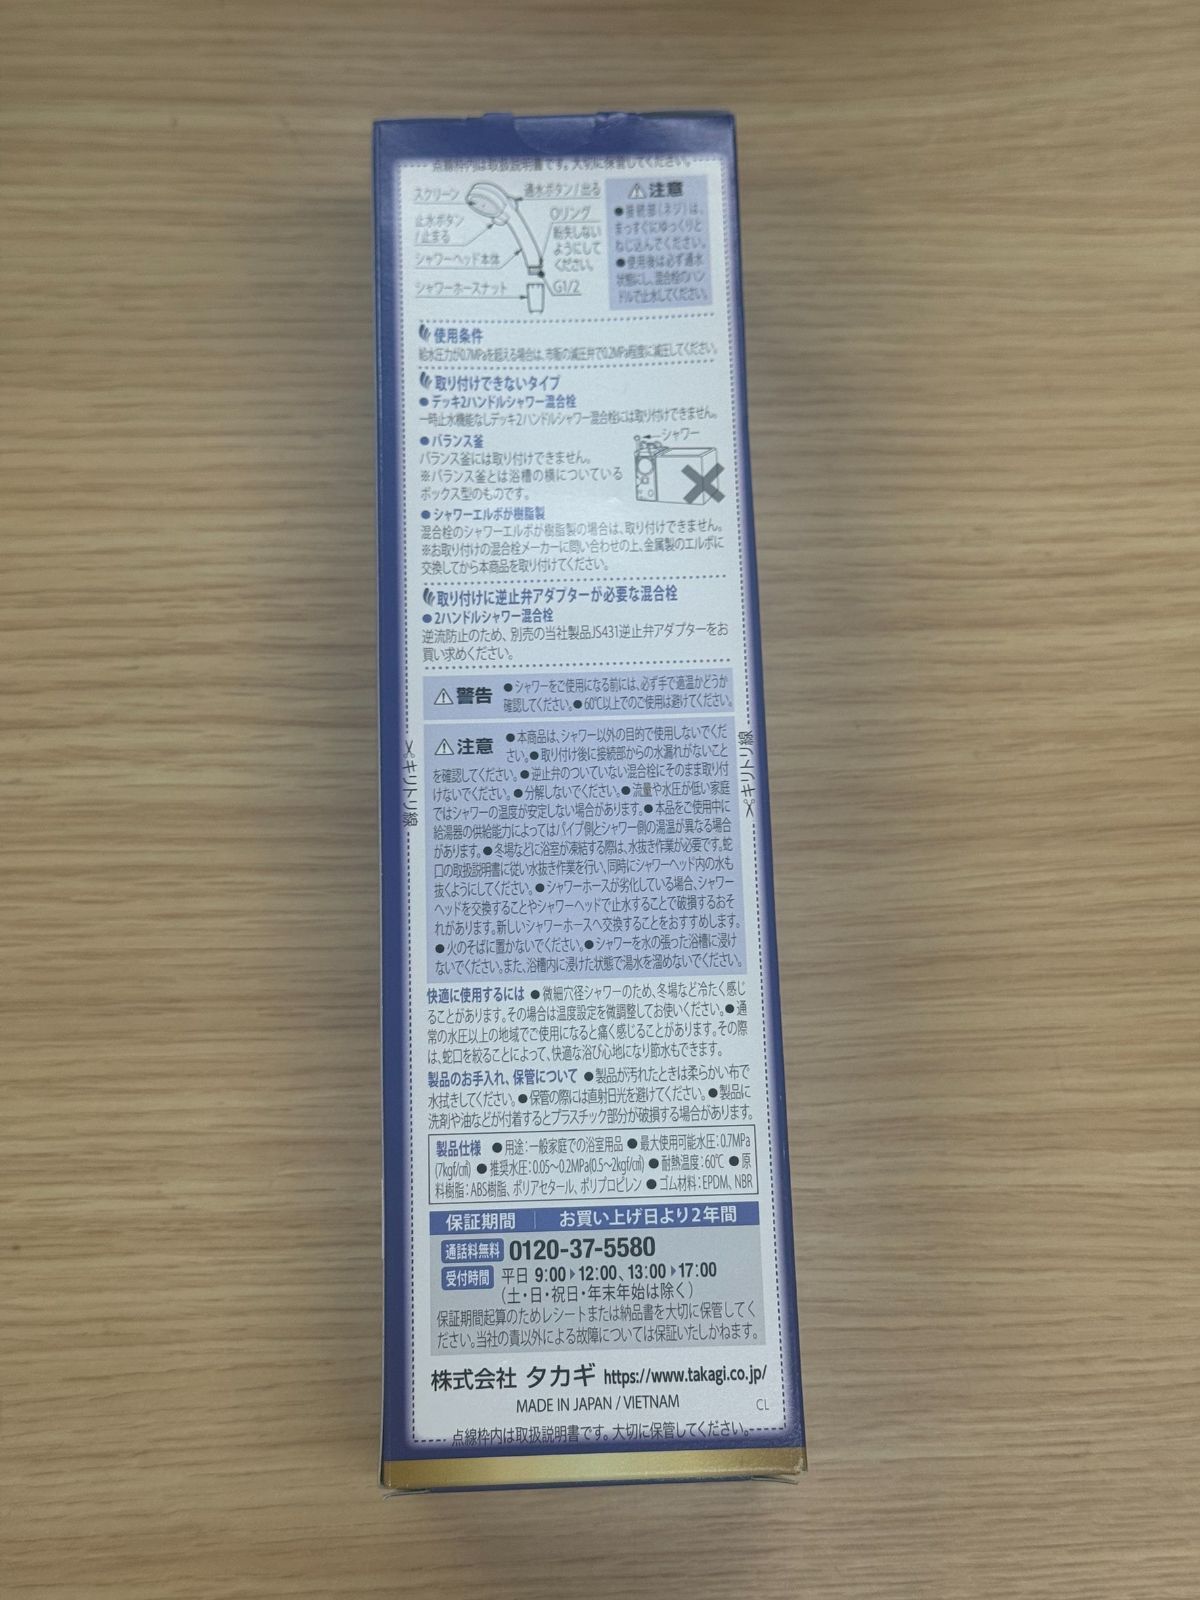 点線枠内は取扱説明書です。大切に保管してください。
スクリーン
通水ボタン/出る
止水ボタン
/止まる
Oリング
紛失しない
ようにして
ください。
シャワーヘッド本体
シャワーホースナット
G1/2
⚠注意
●接続部(ネジ)は、
まっすぐにゆっくりと
ねじ込んでください。
●使用後は必ず通水
状態にし、混合栓のハン
ドルで止水してください。
使用条件
給水圧力が0.7MPaを超える場合は、市販の減圧弁で0.2MPa程度に減圧してください。
取り付けできないタイプ
●デッキ2ハンドルシャワー混合栓
一時止水機能なしデッキ2ハンドルシャワー混合栓には取り付けできません。
●バランス釜
バランス釜には取り付けできません。
※バランス釜とは浴槽の横についている
ボックス型のものです。
シャワー
●シャワーエルボが樹脂製
混合栓のシャワーエルボが樹脂製の場合は、取り付けできません。
※お取り付けの混合栓メーカーに問い合わせの上、金属製のエルボに
交換してから本商品を取り付けてください。
取り付けに逆止弁アダプターが必要な混合栓
●2ハンドルシャワー混合栓
逆流防止のため、別売の当社製品JS431逆止弁アダプターをお
買い求めください。
⚠警告 ●シャワーをご使用になる前には、必ず手で適温かどうか
確認してください。●60℃以上でのご使用は避けてください。
⚠注意 ●本商品は、シャワー以外の目的で使用しないでくだ
さい。●取り付け後に接続部からの水漏れがないこと
を確認してください。●逆止弁のついていない混合栓にそのまま取り付
けないでください。●分解しないでください。●流量や水圧が低い家庭
ではシャワーの温度が安定しない場合があります。●本品をご使用中に
給湯器の供給能力によってはパイプ側とシャワー側の湯温が異なる場合
があります。●冬場などに浴室が凍結する際は、水抜き作業が必要です。蛇
口の取扱説明書に従い水抜き作業を行い、同時にシャワーヘッド内の水も
抜くようにしてください。●シャワーホースが劣化している場合、シャワー
ヘッドを交換することやシャワーヘッドで止水することで破損するおそ
れがあります。新しいシャワーホースへ交換することをおすすめします。
●火のそばに置かないでください。●シャワーを水の張った浴槽に浸け
ないでください。また、浴槽内に浸けた状態で湯水を溜めないでください。
キリトリ線
キリトリ線
快適に使用するには ●微細穴径シャワーのため、冬場など冷たく感じ
ることがあります。その場合は温度設定を微調整してお使いください。●通
常の水圧以上の地域でご使用になると痛く感じることがあります。その際
は、蛇口を絞ることによって、快適な浴び心地になり節水もできます。
製品のお手入れ、保管について ●製品が汚れたときは柔らかい布で
水拭きしてください。●保管の際には直射日光を避けてください。●製品に
洗剤や油などが付着するとプラスチック部分が破損する場合があります。
製品仕様 ●用途:一般家庭での浴室用品 ●最大使用可能水圧:0.7MPa
(7kgf/㎠) ●推奨水圧:0.05~0.2MPa(0.5~2kgf/㎠) ●耐熱温度:60℃ ●原
料樹脂:ABS樹脂、ポリアセタール、ポリプロピレン ●ゴム材料:EPDM、NBR
保証期間 お買い上げ日より2年間
通話料無料 0120-37-5580
受付時間 平日 9:00▶12:00、13:00▶17:00
(土・日・祝日・年末年始は除く)
保証期間起算のためレシートまたは納品書を大切に保管してく
ださい。当社の責以外による故障については保証いたしかねます。
株式会社 タカギ https://www.takagi.co.jp/
MADE IN JAPAN / VIETNAM
CL
点線枠内は取扱説明書です。大切に保管してください。